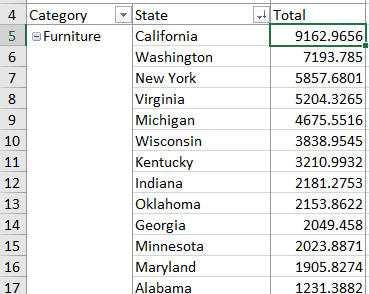 4 Category State Total
5 Furniture California 9162.9656
6 Washington 7193.785
7 New York 5857.6801
8 Virginia 5204.3265
9 Michigan 4675.5516
10 Wisconsin 3838.9545
11 Kentucky 3210.9932
12 Indiana 2181.2753
13 Oklahoma 2153.8622
14 Georgia 2049.458
15 Minnesota 2023.8871
16 Maryland 1905.8274
17 Alabama 1231.3882